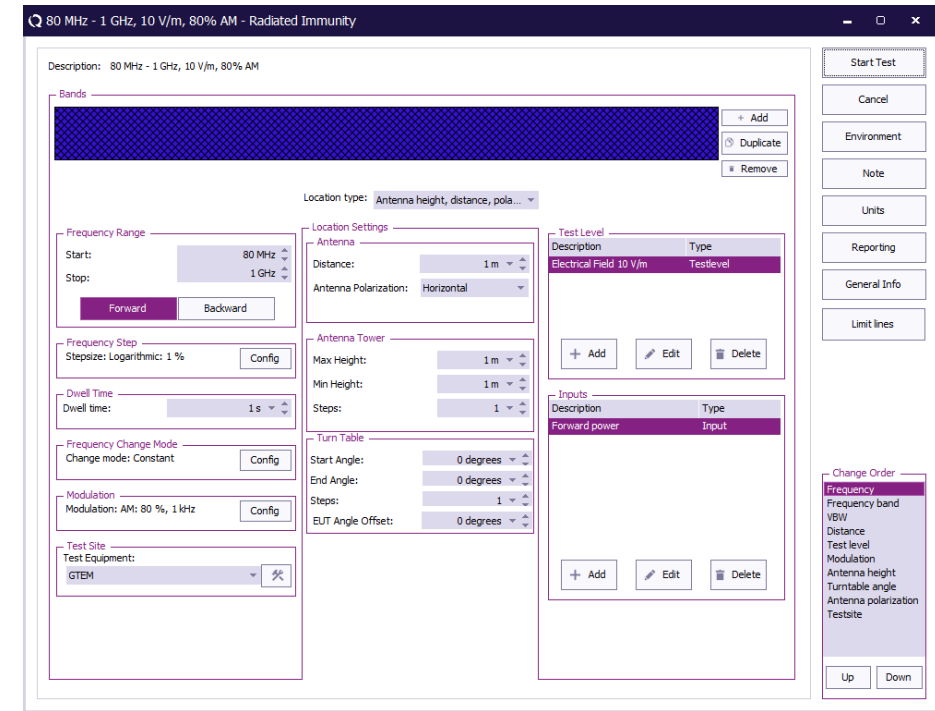 80 MHz - 1 GHz, 10 V/m, 80% AM - Radiated Immunity
Description: 80 MHz - 1 GHz, 10 V/m, 80% AM
Bands
Add
Duplicate
Remove
Location type: Antenna height, distance, pola...
Frequency Range
Start: 80 MHz
Stop: 1 GHz
Forward Backward
Frequency Step
Stepsize: Logarithmic: 1 % Config
Dwell Time
Dwell time: 1 s
Frequency Change Mode
Change mode: Constant Config
Modulation
Modulation: AM: 80 %, 1 kHz Config
Test Site
Test Equipment:
GTEM
Location Settings
Antenna
Distance: 1 m
Antenna Polarization: Horizontal
Antenna Tower
Max Height: 1 m
Min Height: 1 m
Steps: 1
Turn Table
Start Angle: 0 degrees
End Angle: 0 degrees
Steps: 1
EUT Angle Offset: 0 degrees
Test Level
Description Type
Electrical Field 10 V/m Testlevel
Add Edit Delete
Inputs
Description Type
Forward power Input
Add Edit Delete
Start Test
Cancel
Environment
Note
Units
Reporting
General Info
Limit lines
Change Order
Frequency
Frequency band
VBW
Distance
Test level
Modulation
Antenna height
Turntable angle
Antenna polarization
Testsite
Up Down